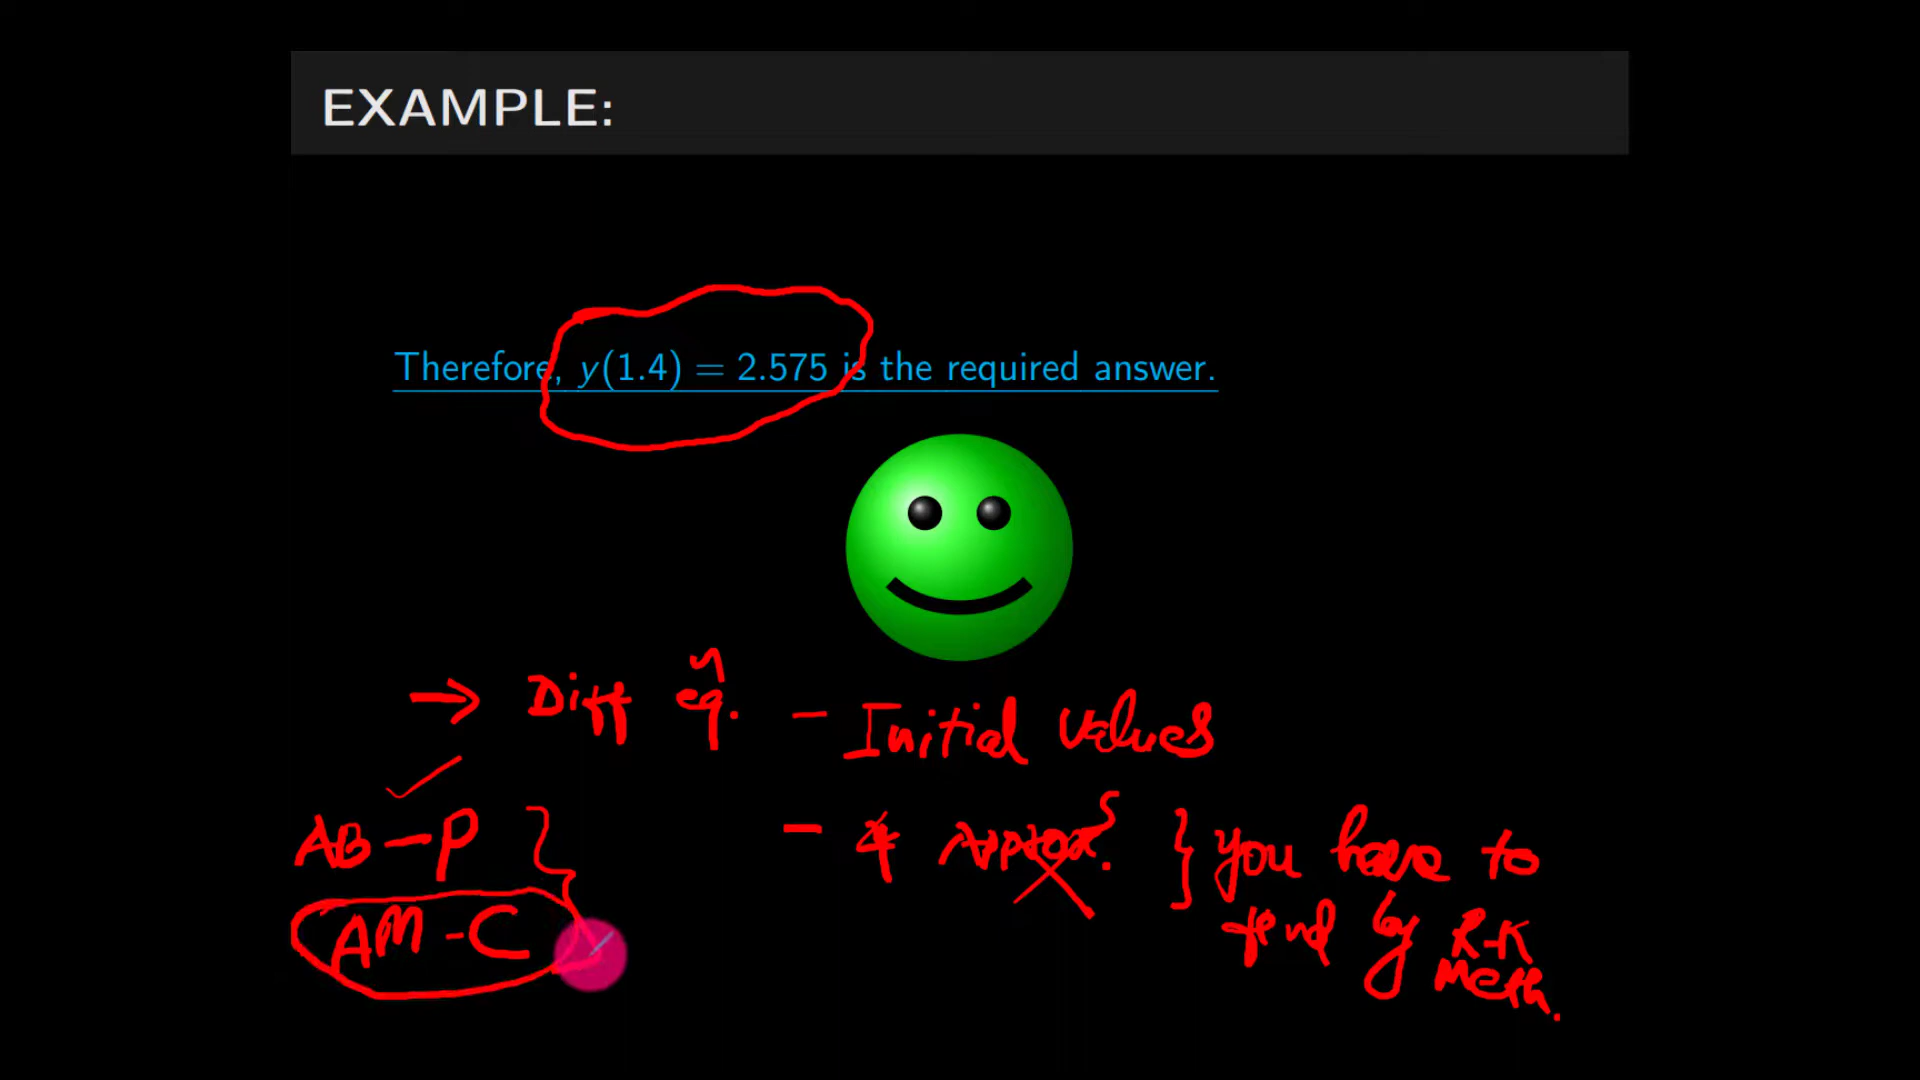 EXAMPLE:
Therefore, y(1.4) = 2.575 is the required answer.
→ Diff eqⁿ. – Initial values
AB – P
– 4 Approx. } you have to
find by R-K
Meth.
AM - C